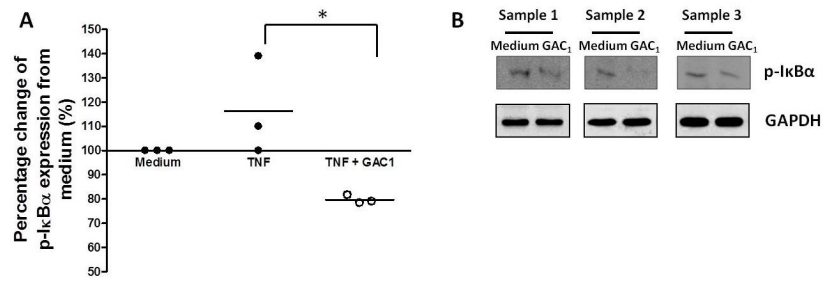 A
Percentage change of
p-IκBα expression from
medium (%)
150
140
130
120
110
100
90
80
70
60
50
*
Medium TNF TNF + GAC1
B
Sample 1 Sample 2 Sample 3
Medium GAC1 Medium GAC1 Medium GAC1
p-IκBα
GAPDH